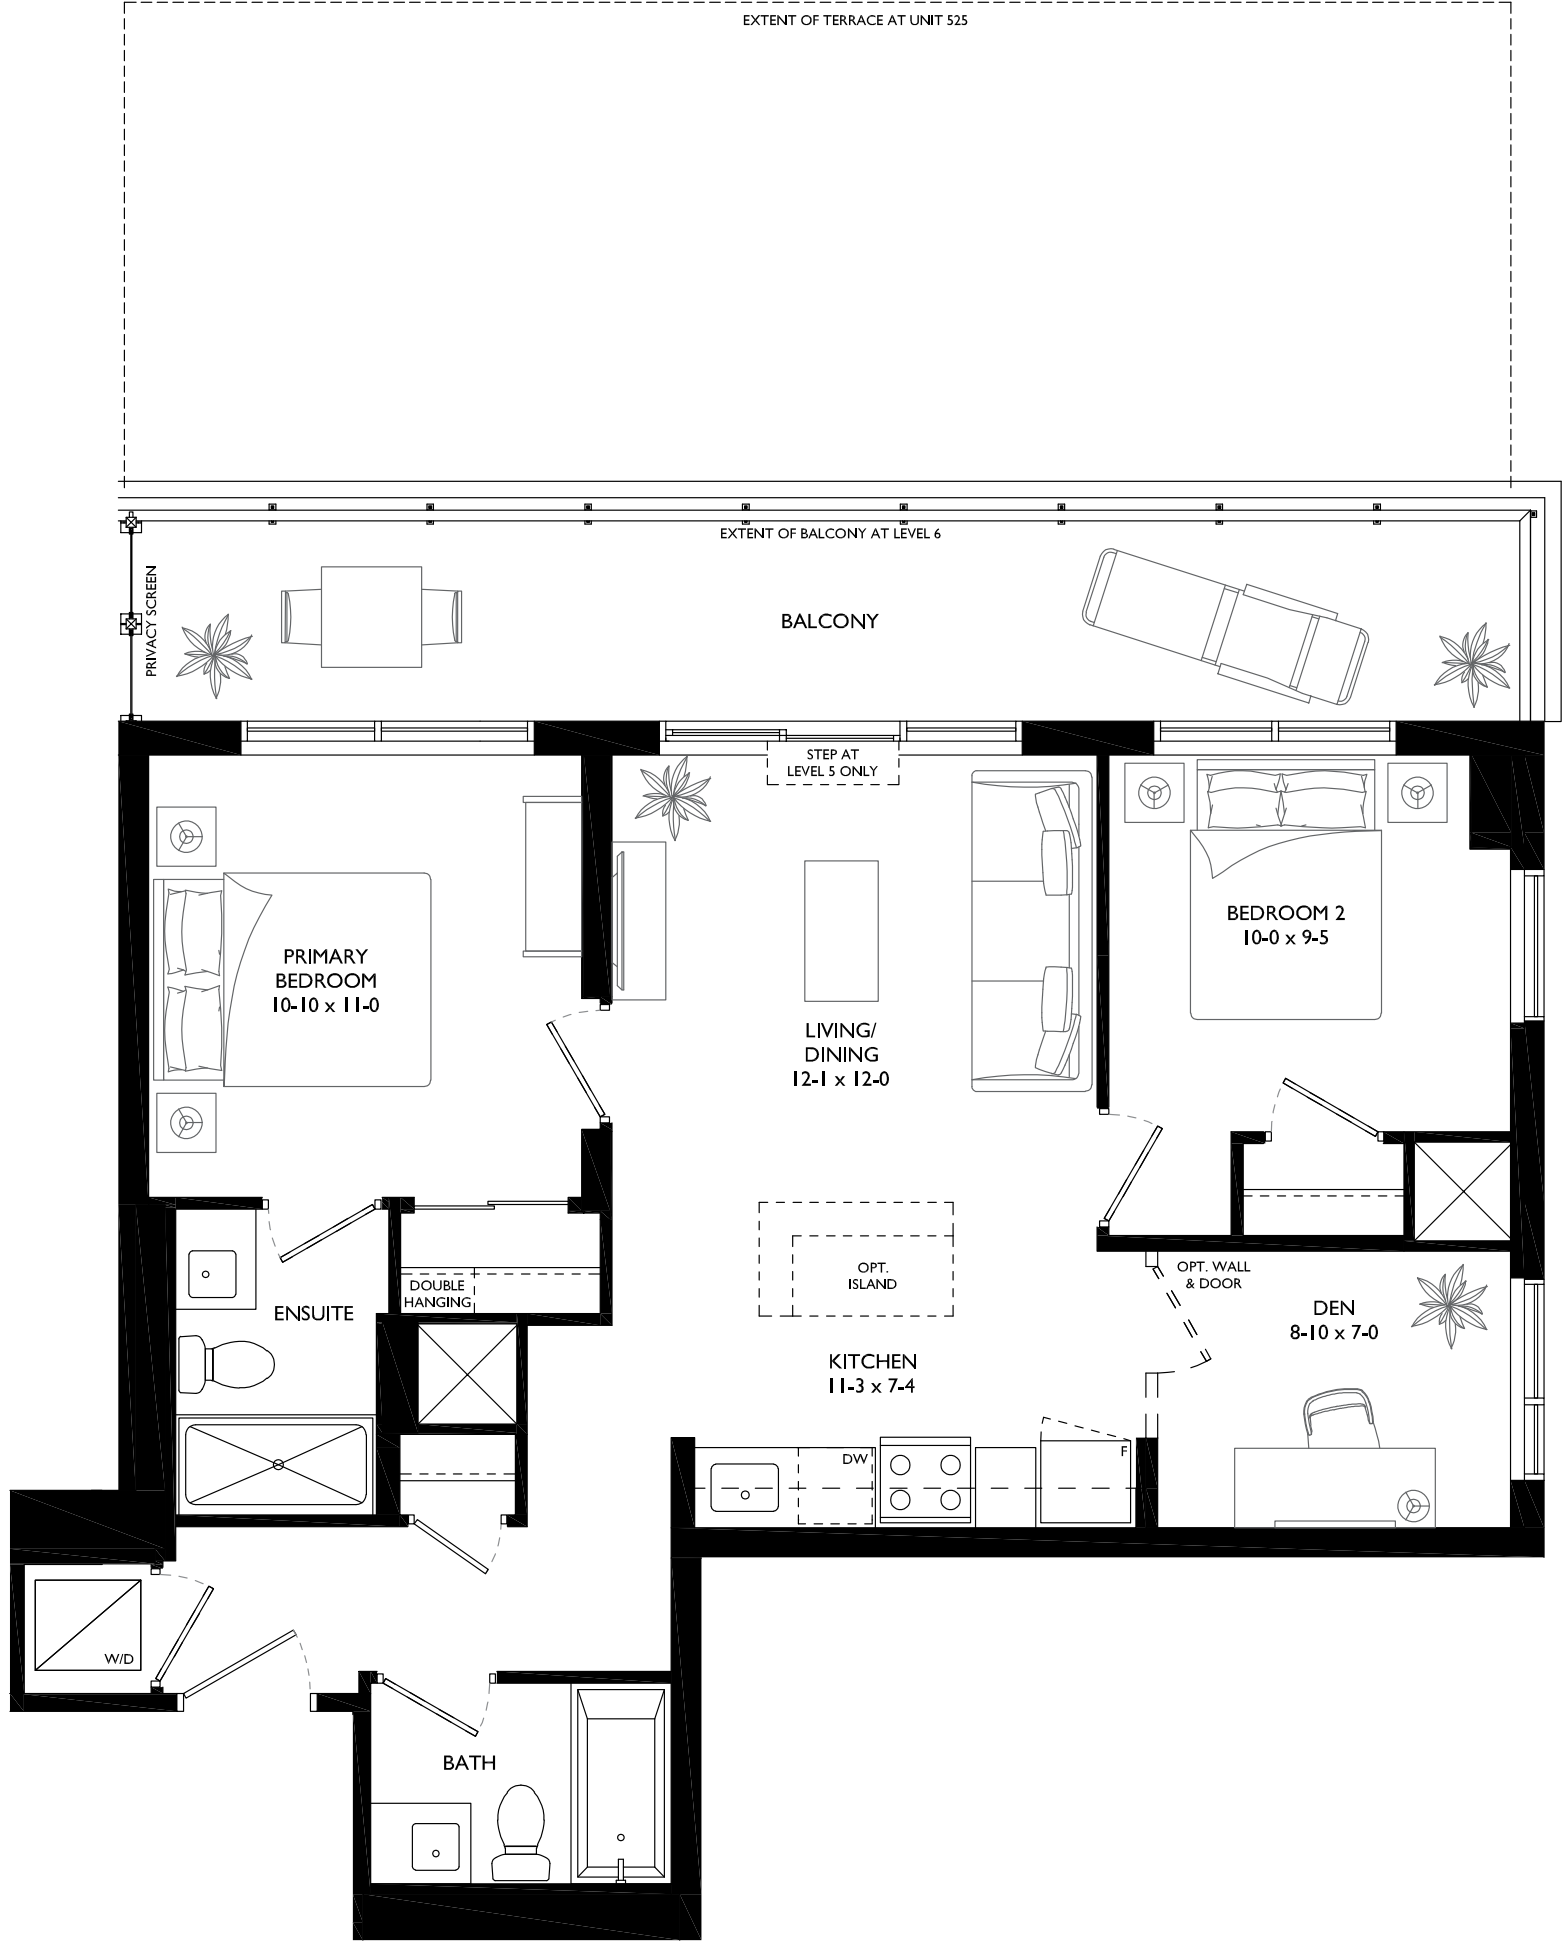 EXTENT OF TERRACE AT UNIT 525
EXTENT OF BALCONY AT LEVEL 6
PRIVACY SCREEN
BALCONY
STEP AT
LEVEL 5 ONLY
BEDROOM 2
10-0 x 9-5
PRIMARY
BEDROOM
10-10 x 11-0
LIVING/
DINING
12-1 x 12-0
OPT.
ISLAND
OPT. WALL
& DOOR
DOUBLE
HANGING
ENSUITE
DEN
8-10 x 7-0
KITCHEN
11-3 x 7-4
DW
F
W/D
BATH